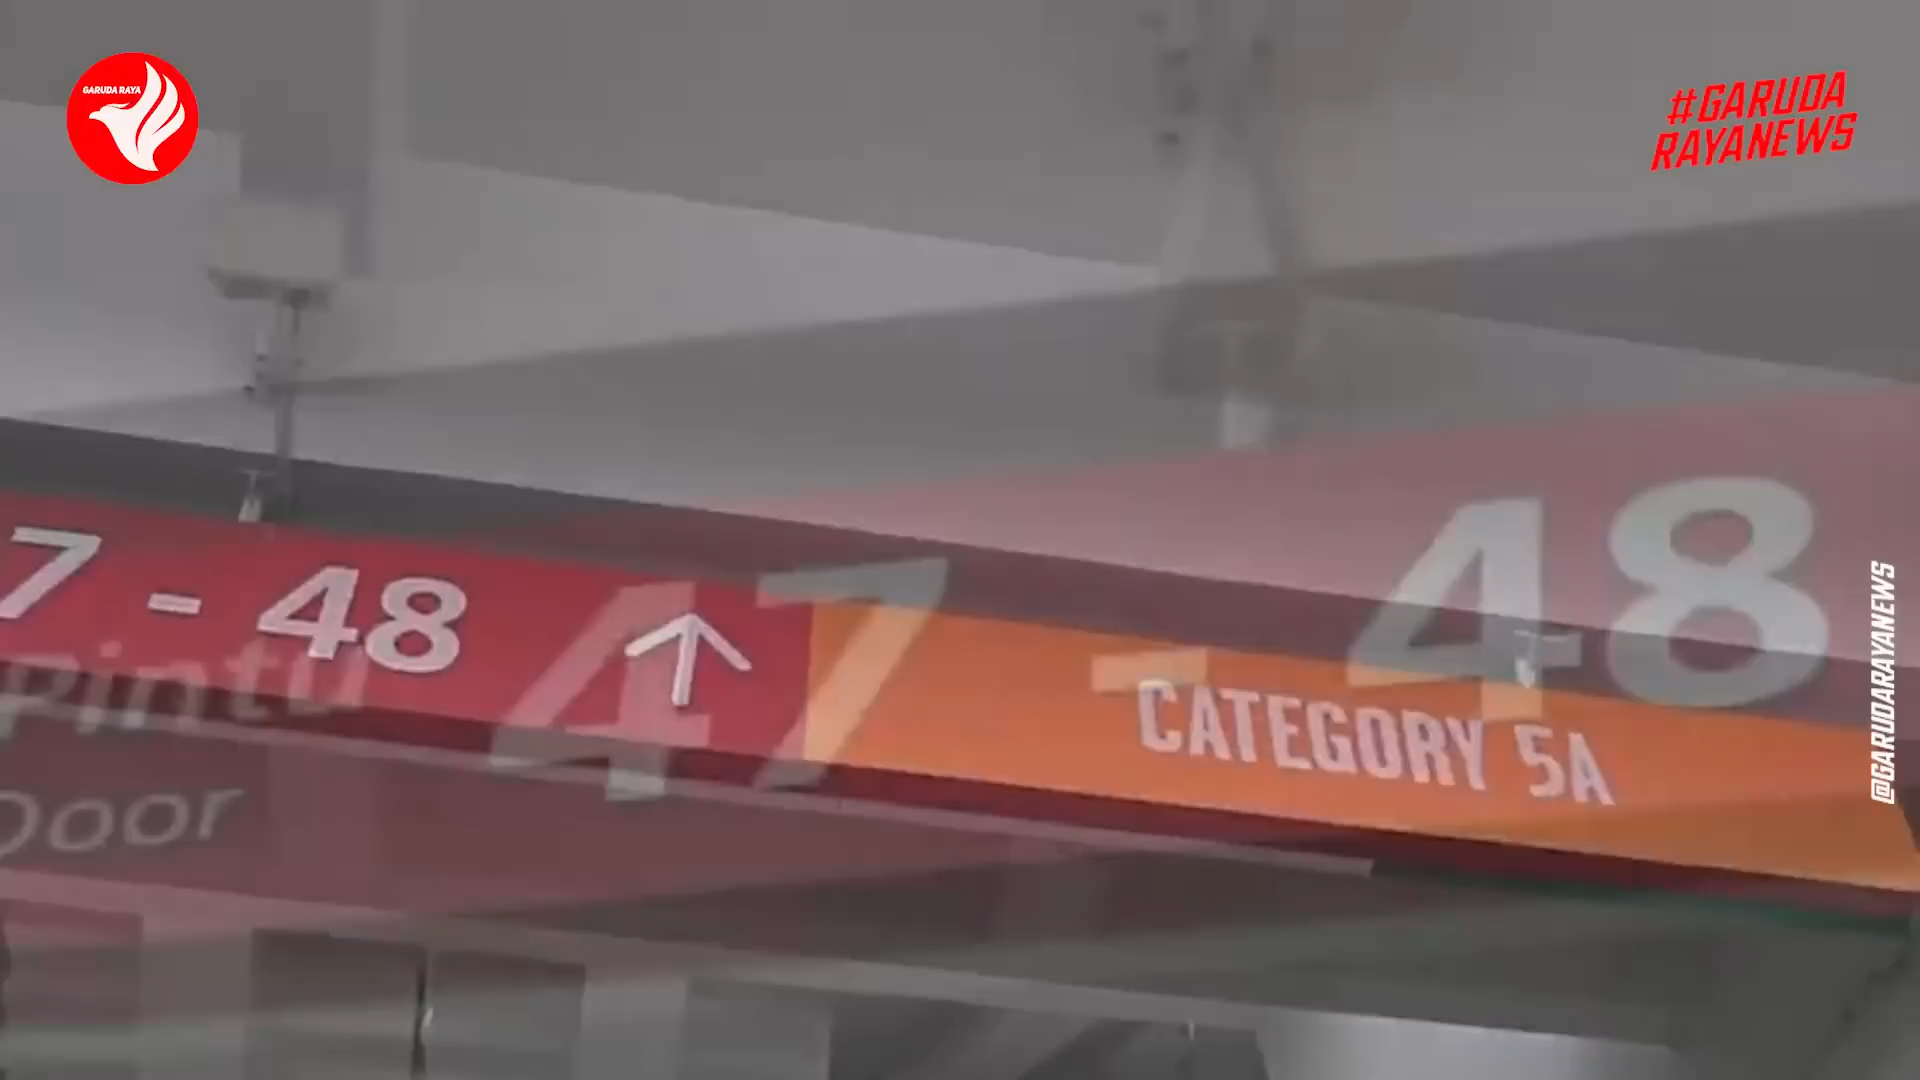 GARUDA RAYA
#GARUDA
RAYANEWS
47 - 48
7 - 48
Pintu
Door
CATEGORY 5A
@GARUDARAYANEWS